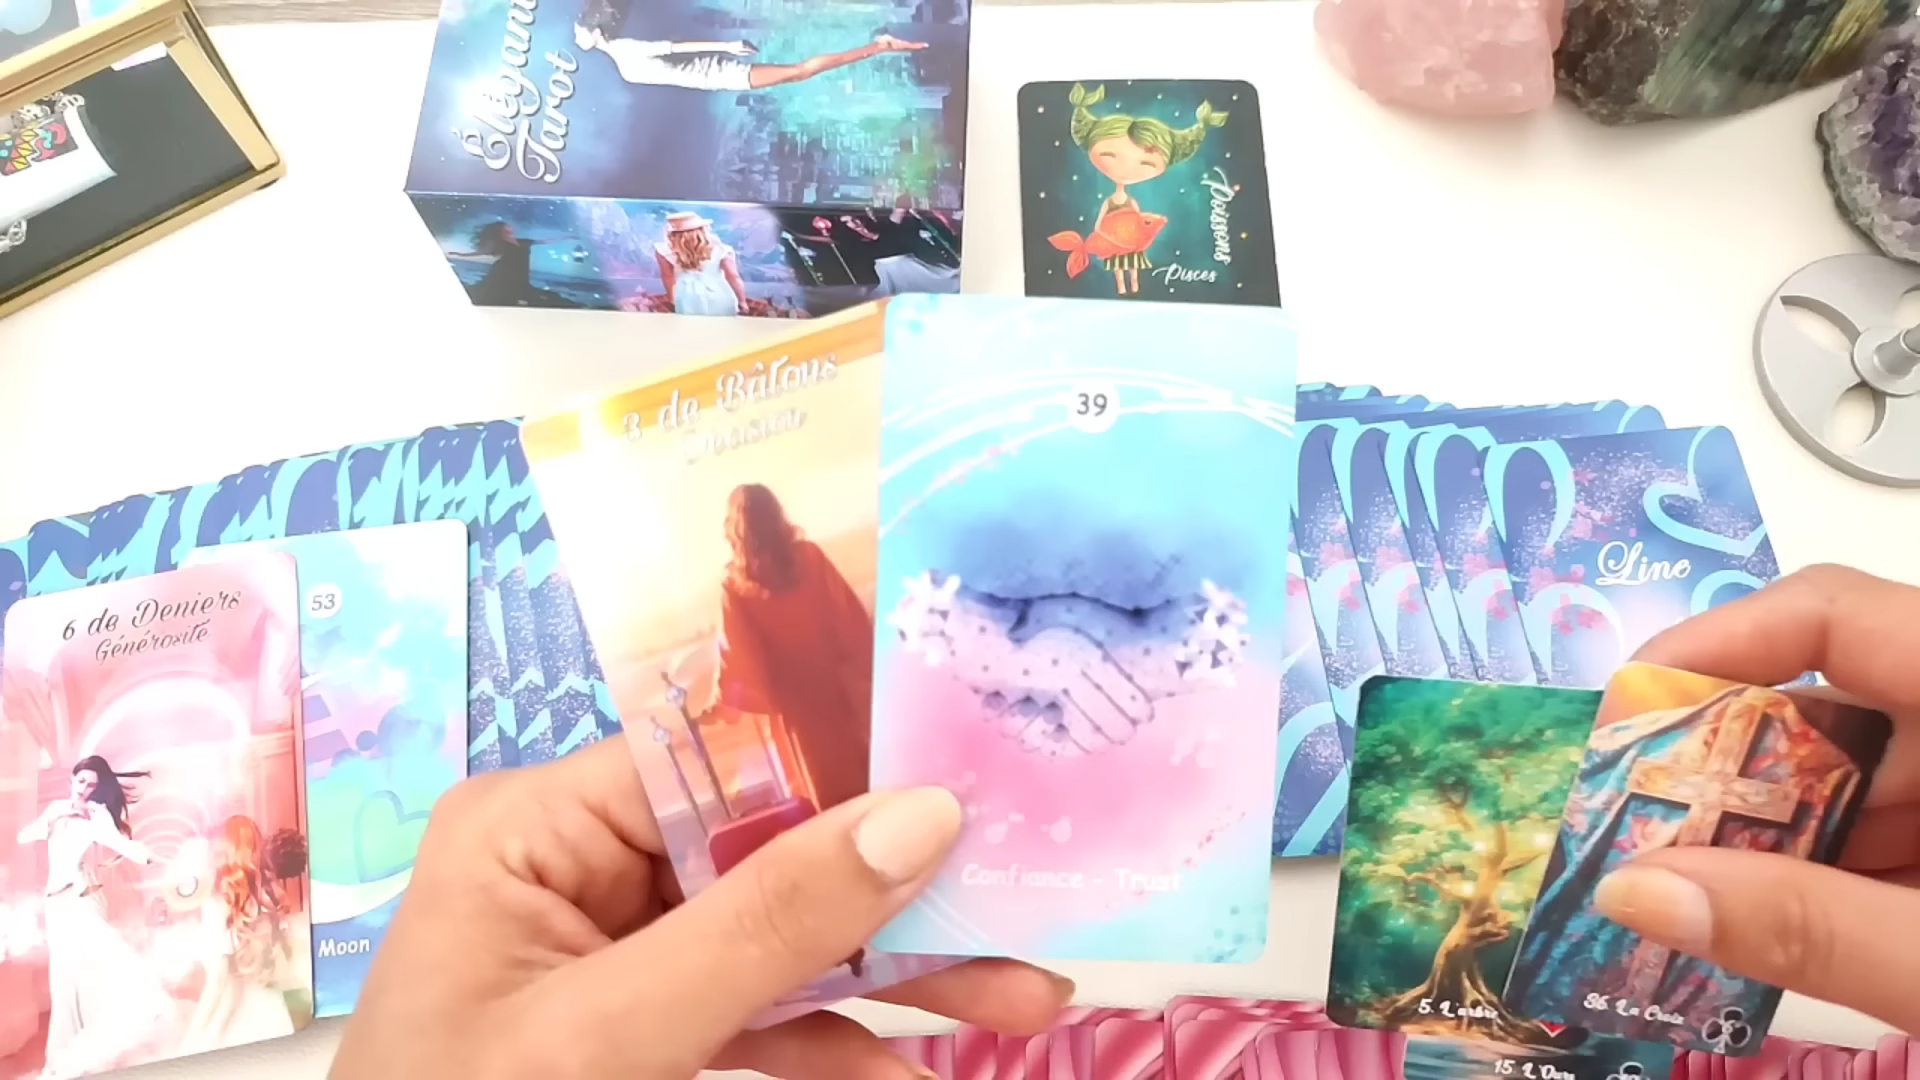 Élégant
Tarot
Poissons
Pisces
3 de Bâtons
39
Confiance - Trust
6 de Deniers
Générosité
53
Moon
Line
5. L'arbre
36. La Croix
6
15. L'Ours